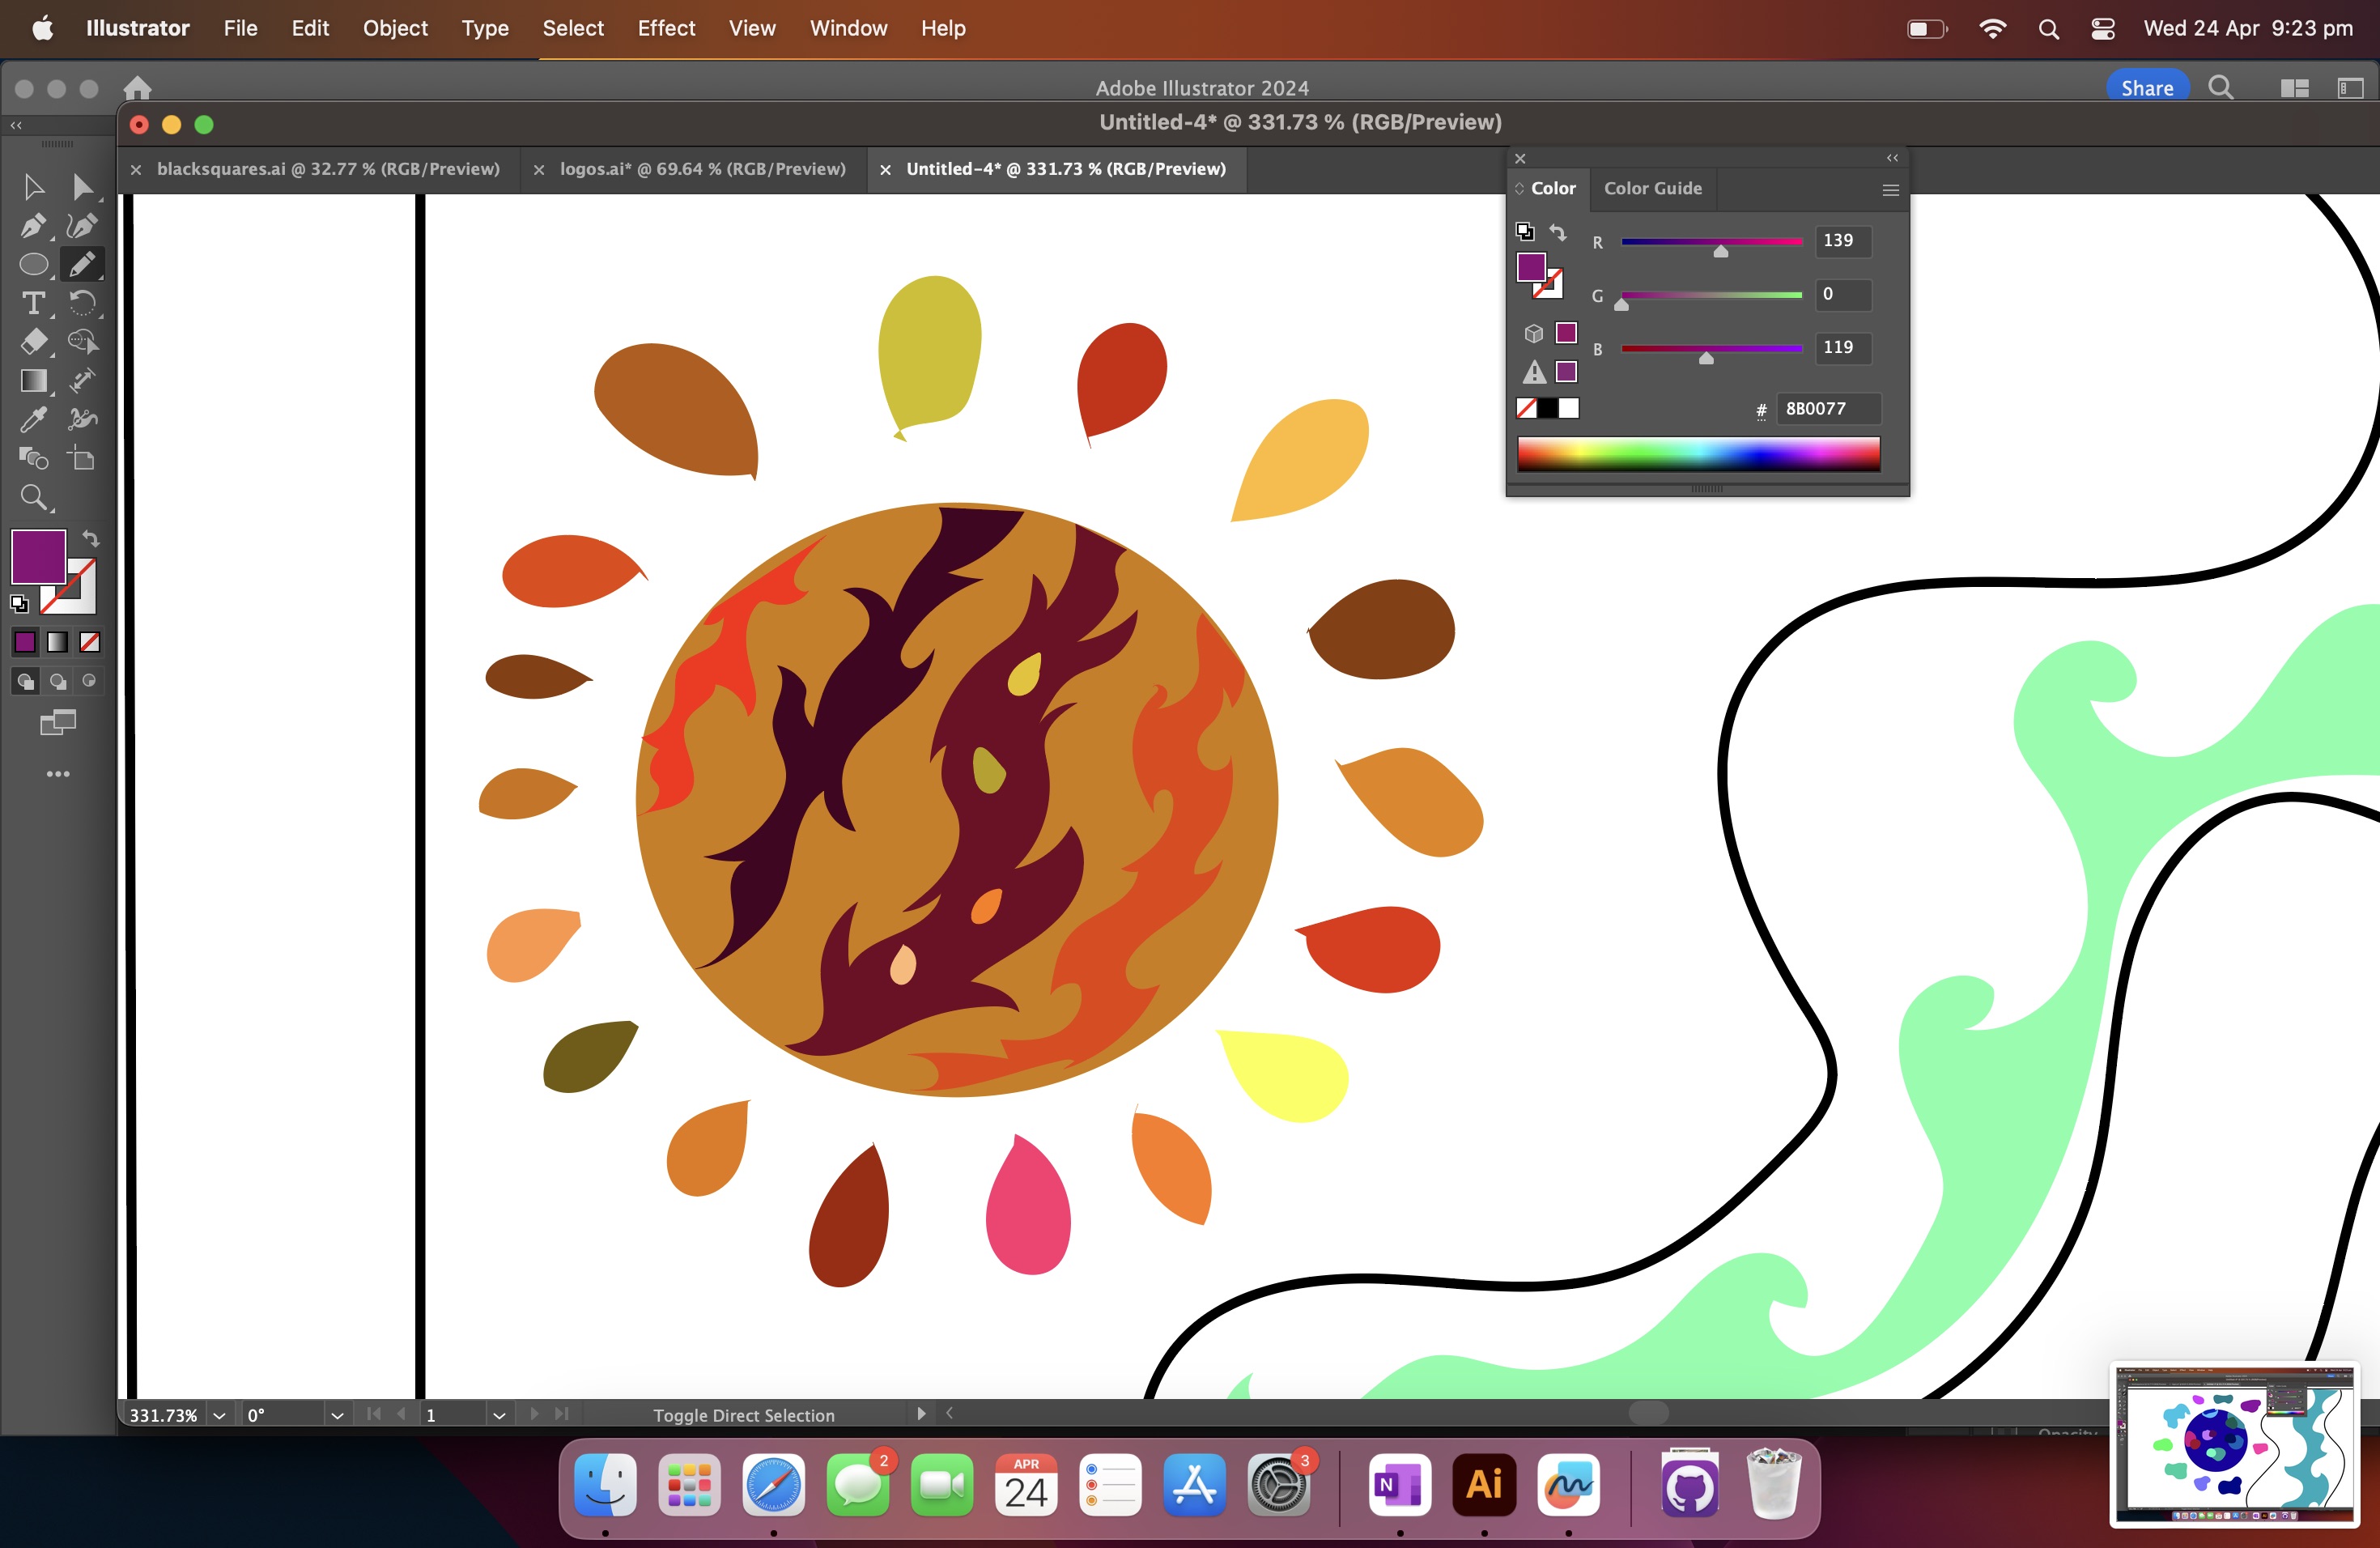 Illustrator File Edit Object Type Select Effect View Window Help Wed 24 Apr 9:23 pm
Adobe Illustrator 2024 Share
Untitled-4* @ 331.73 % (RGB/Preview)
blacksquares.ai @ 32.77 % (RGB/Preview) logos.ai* @ 69.64 % (RGB/Preview) Untitled-4* @ 331.73 % (RGB/Preview)
Color Color Guide
R 139
G 0
B 119
# 8B0077
331.73% 0° 1 Toggle Direct Selection
Opacity
2 APR 3
24 N Ai